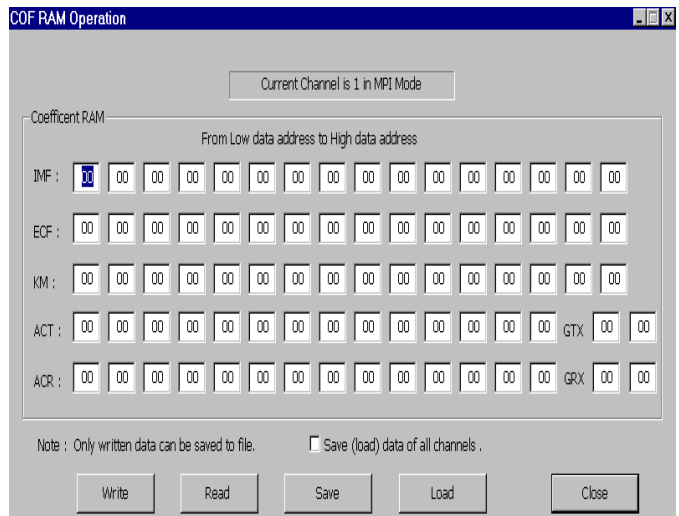 COF RAM Operation
Current Channel is 1 in MPI Mode
Coefficent RAM
From Low data address to High data address
IMF : 00 00 00 00 00 00 00 00 00 00 00 00 00 00 00 00
ECF : 00 00 00 00 00 00 00 00 00 00 00 00 00 00 00 00
KM : 00 00 00 00 00 00 00 00 00 00 00 00 00 00 00 00
ACT : 00 00 00 00 00 00 00 00 00 00 00 00 00 00 GTX 00 00
ACR : 00 00 00 00 00 00 00 00 00 00 00 00 00 00 GRX 00 00
Note : Only written data can be saved to file. Save (load) data of all channels .
Write Read Save Load Close